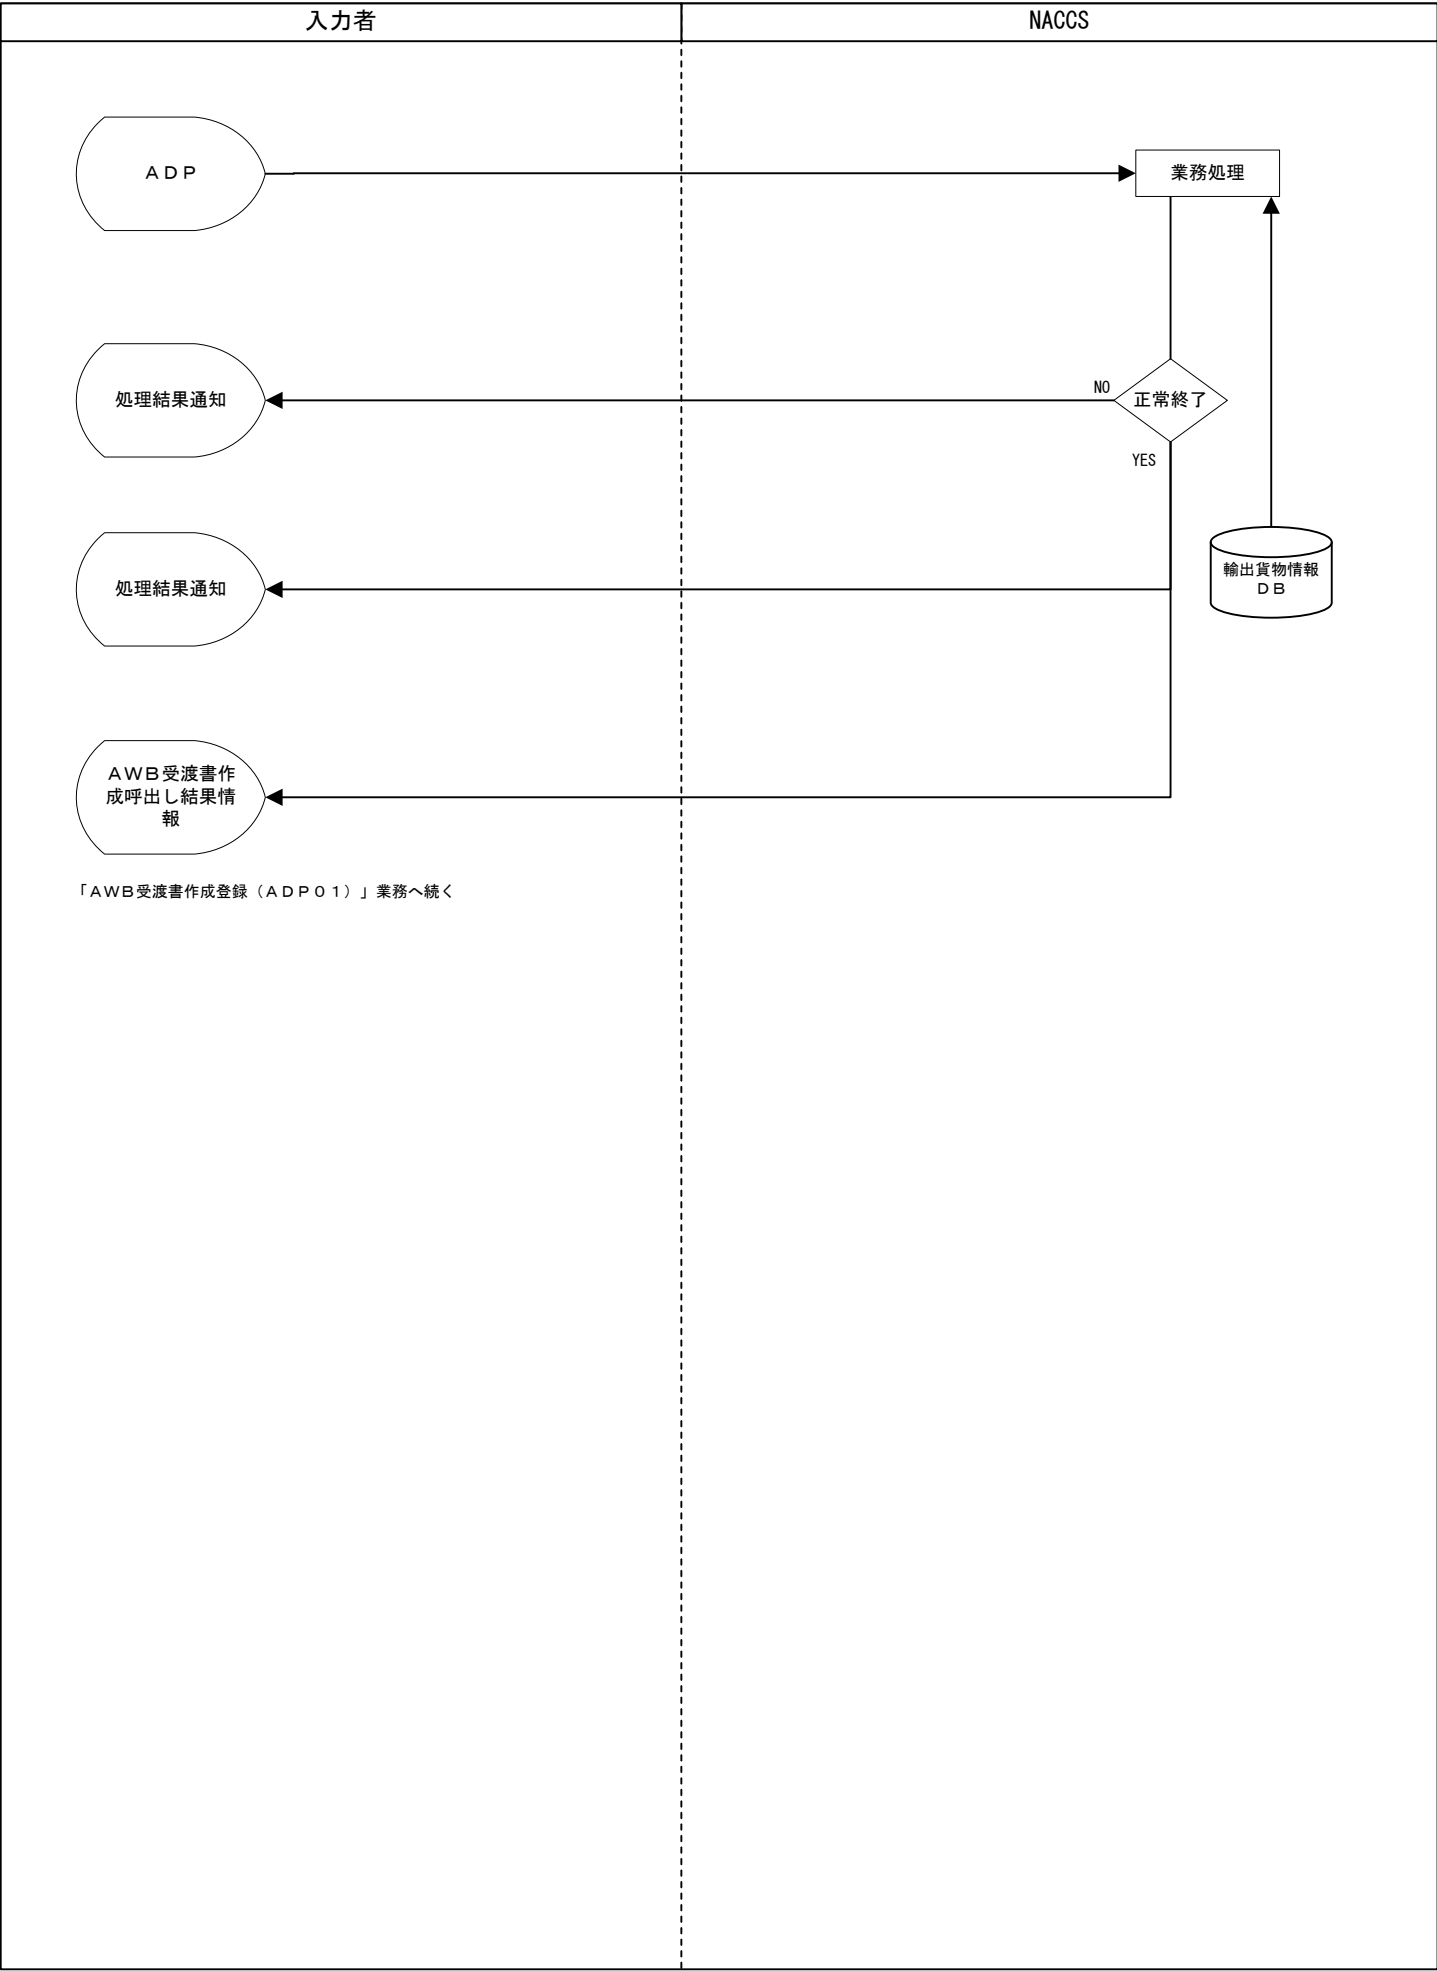 入力者
NACCS
ＡＤＰ
業務処理
処理結果通知
NO
正常終了
YES
処理結果通知
輸出貨物情報
ＤＢ
ＡＷＢ受渡書作
成呼出し結果情
報
「ＡＷＢ受渡書作成登録（ＡＤＰ０１）」業務へ続く